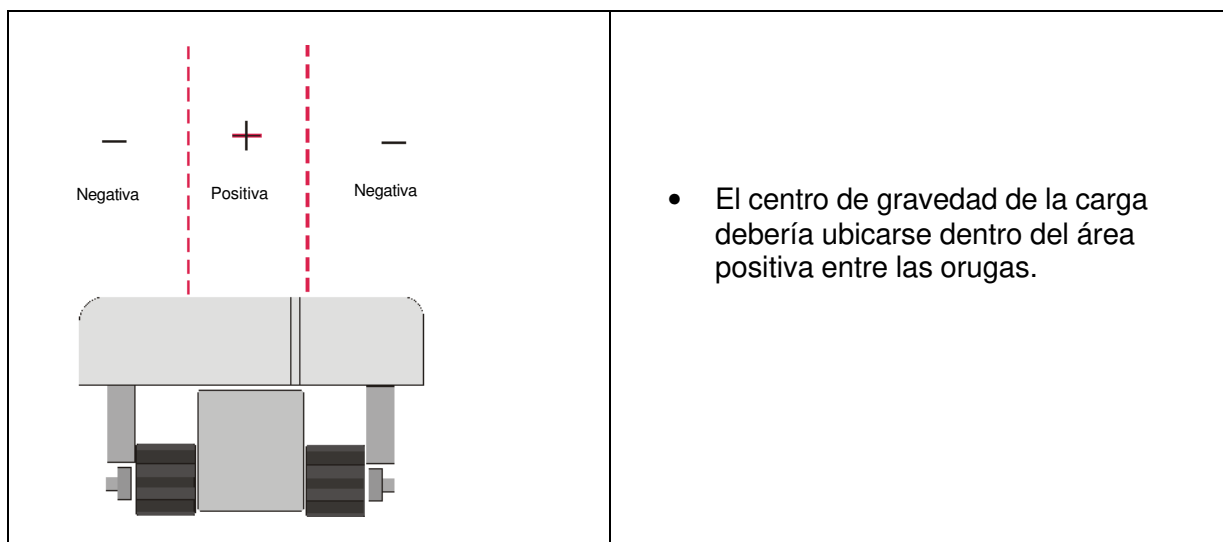 − + −
Negativa Positiva Negativa
• El centro de gravedad de la carga
debería ubicarse dentro del área
positiva entre las orugas.